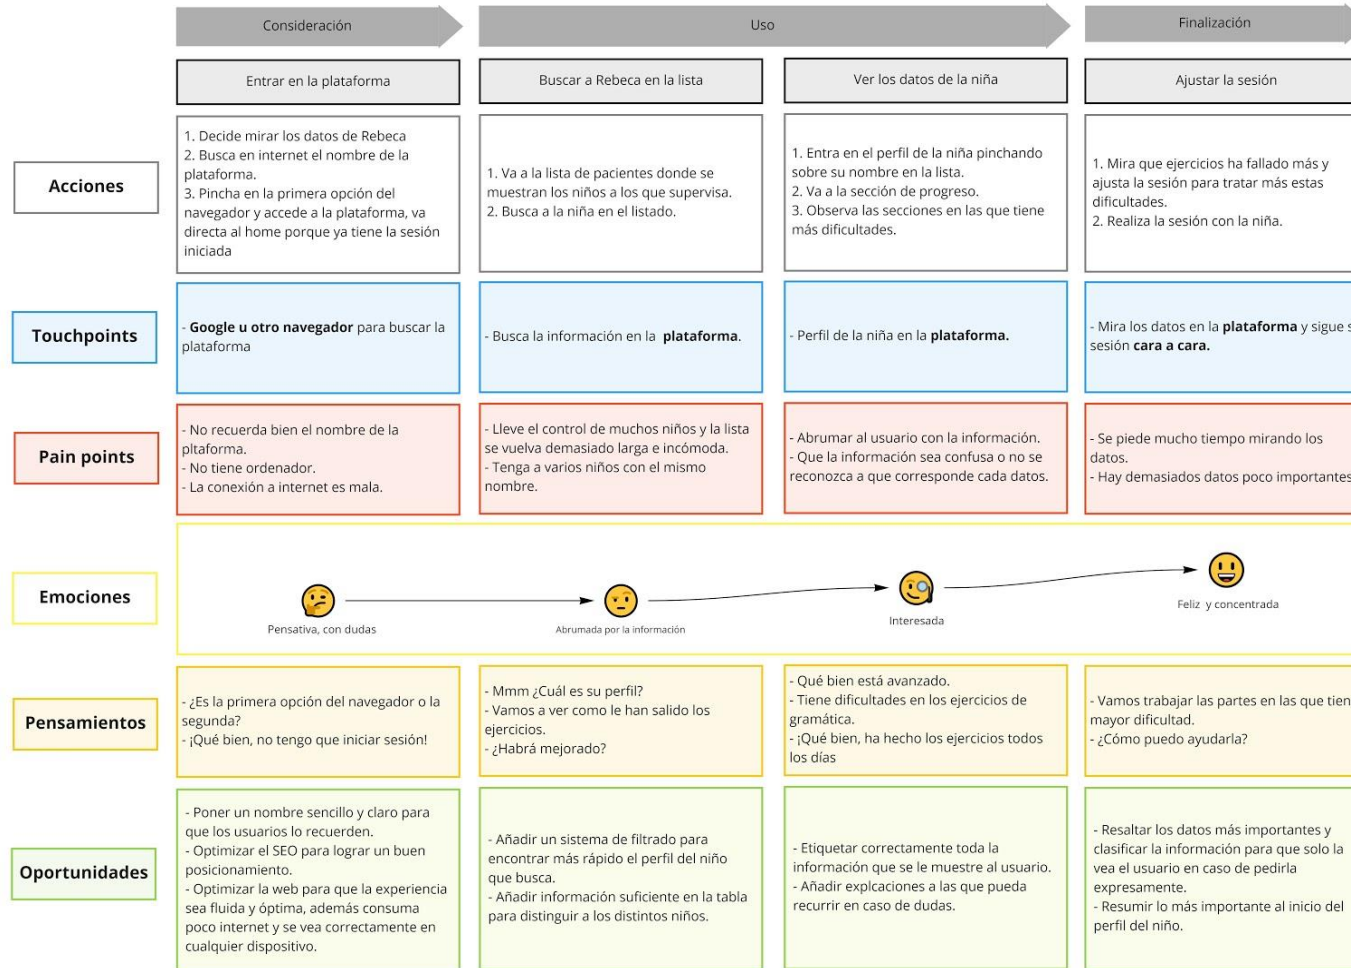 Consideración
Uso
Finalización
Entrar en la plataforma
Buscar a Rebeca en la lista
Ver los datos de la niña
Ajustar la sesión
Acciones
1. Decide mirar los datos de Rebeca
2. Busca en internet el nombre de la
plataforma.
3. Pincha en la primera opción del
navegador y accede a la plataforma, va
directa al home porque ya tiene la sesión
iniciada
1. Va a la lista de pacientes donde se
muestran los niños a los que supervisa.
2. Busca a la niña en el listado.
1. Entra en el perfil de la niña pinchando
sobre su nombre en la lista.
2. Va a la sección de progreso.
3. Observa las secciones en las que tiene
más dificultades.
1. Mira que ejercicios ha fallado más y
ajusta la sesión para tratar más estas
dificultades.
2. Realiza la sesión con la niña.
Touchpoints
- Google u otro navegador para buscar la
plataforma
- Busca la información en la plataforma.
- Perfil de la niña en la plataforma.
- Mira los datos en la plataforma y sigue s
sesión cara a cara.
Pain points
- No recuerda bien el nombre de la
pltaforma.
- No tiene ordenador.
- La conexión a internet es mala.
- Lleve el control de muchos niños y la lista
se vuelva demasiado larga e incómoda.
- Tenga a varios niños con el mismo
nombre.
- Abrumar al usuario con la información.
- Que la información sea confusa o no se
reconozca a que corresponde cada datos.
- Se piede mucho tiempo mirando los
datos.
- Hay demasiados datos poco importantes
Emociones
Pensativa, con dudas
Abrumada por la información
Interesada
Feliz y concentrada
Pensamientos
- ¿Es la primera opción del navegador o la
segunda?
- ¡Qué bien, no tengo que iniciar sesión!
- Mmm ¿Cuál es su perfil?
- Vamos a ver como le han salido los
ejercicios.
- ¿Habrá mejorado?
- Qué bien está avanzado.
- Tiene dificultades en los ejercicios de
gramática.
- ¡Qué bien, ha hecho los ejercicios todos
los días
- Vamos trabajar las partes en las que tien
mayor dificultad.
- ¿Cómo puedo ayudarla?
Oportunidades
- Poner un nombre sencillo y claro para
que los usuarios lo recuerden.
- Optimizar el SEO para lograr un buen
posicionamiento.
- Optimizar la web para que la experiencia
sea fluida y óptima, además consuma
poco internet y se vea correctamente en
cualquier dispositivo.
- Añadir un sistema de filtrado para
encontrar más rápido el perfil del niño
que busca.
- Añadir información suficiente en la tabla
para distinguir a los distintos niños.
- Etiquetar correctamente toda la
información que se le muestre al usuario.
- Añadir explcaciones a las que pueda
recurrir en caso de dudas.
- Resaltar los datos más importantes y
clasificar la información para que solo la
vea el usuario en caso de pedirla
expresamente.
- Resumir lo más importante al inicio del
perfil del niño.